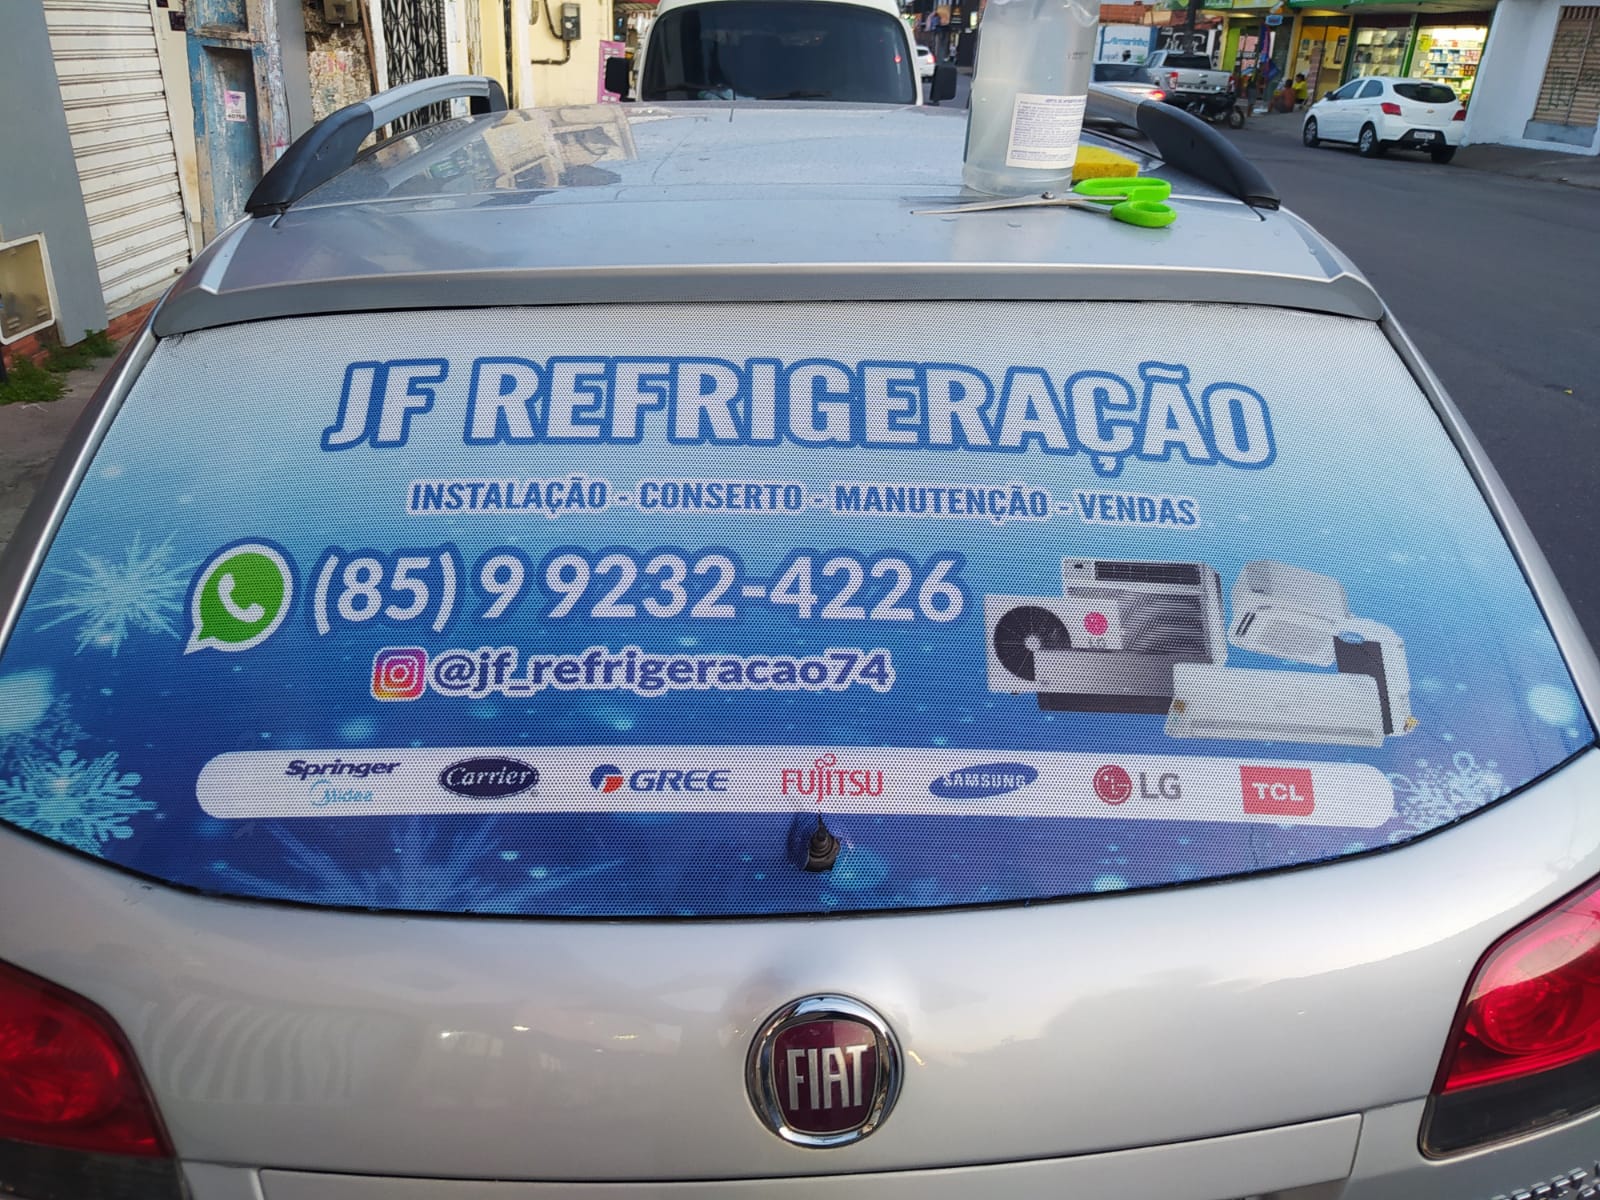 JF REFRIGERAÇÃO
INSTALAÇÃO - CONSERTO - MANUTENÇÃO - VENDAS
(85) 9 9232-4226
@jf_refrigeracao74
Springer
Midea
Carrier
GREE
FUJITSU
SAMSUNG
LG
TCL
FIAT